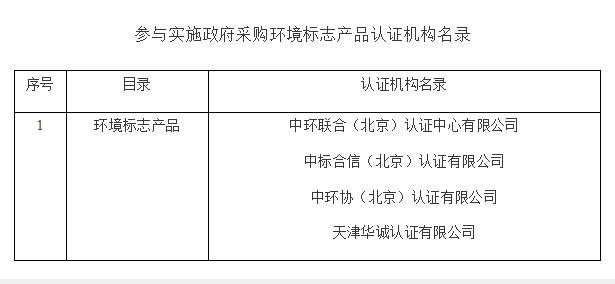 参与实施政府采购环境标志产品认证机构名录
序号 目录 认证机构名录
1 环境标志产品 中环联合（北京）认证中心有限公司
中标合信（北京）认证有限公司
中环协（北京）认证有限公司
天津华诚认证有限公司